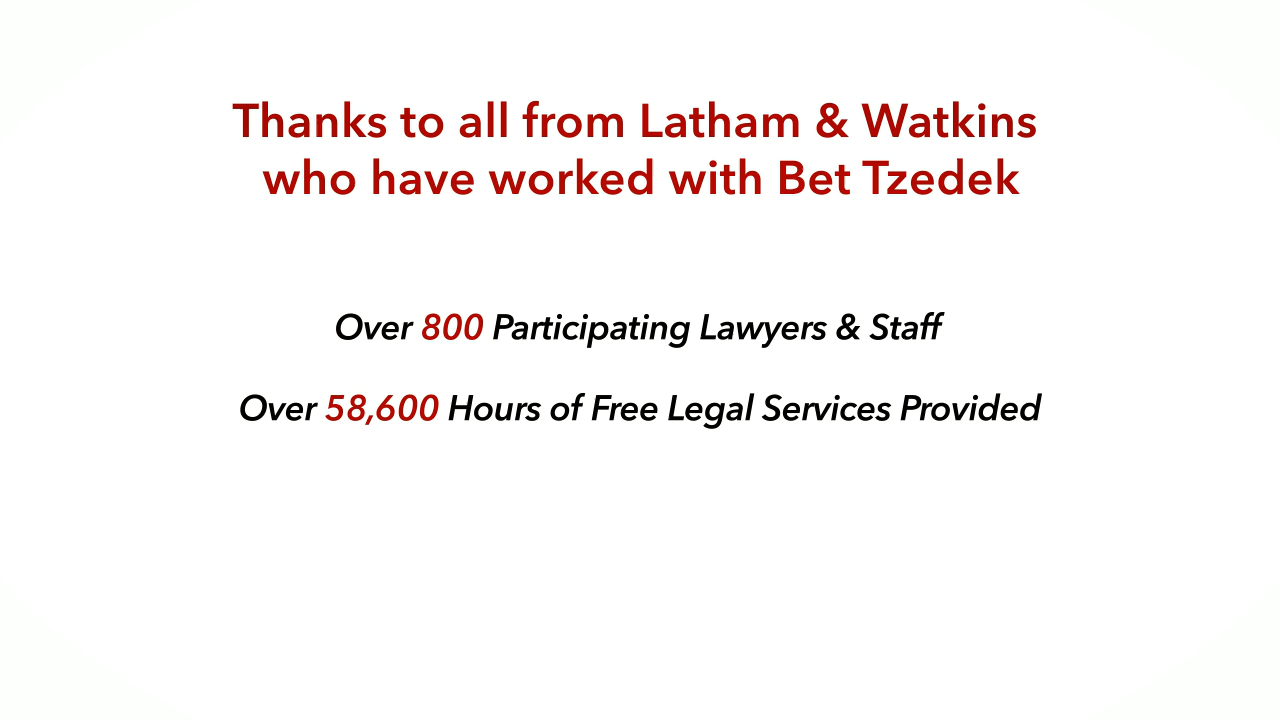 Thanks to all from Latham & Watkins
who have worked with Bet Tzedek
Over 800 Participating Lawyers & Staff
Over 58,600 Hours of Free Legal Services Provided